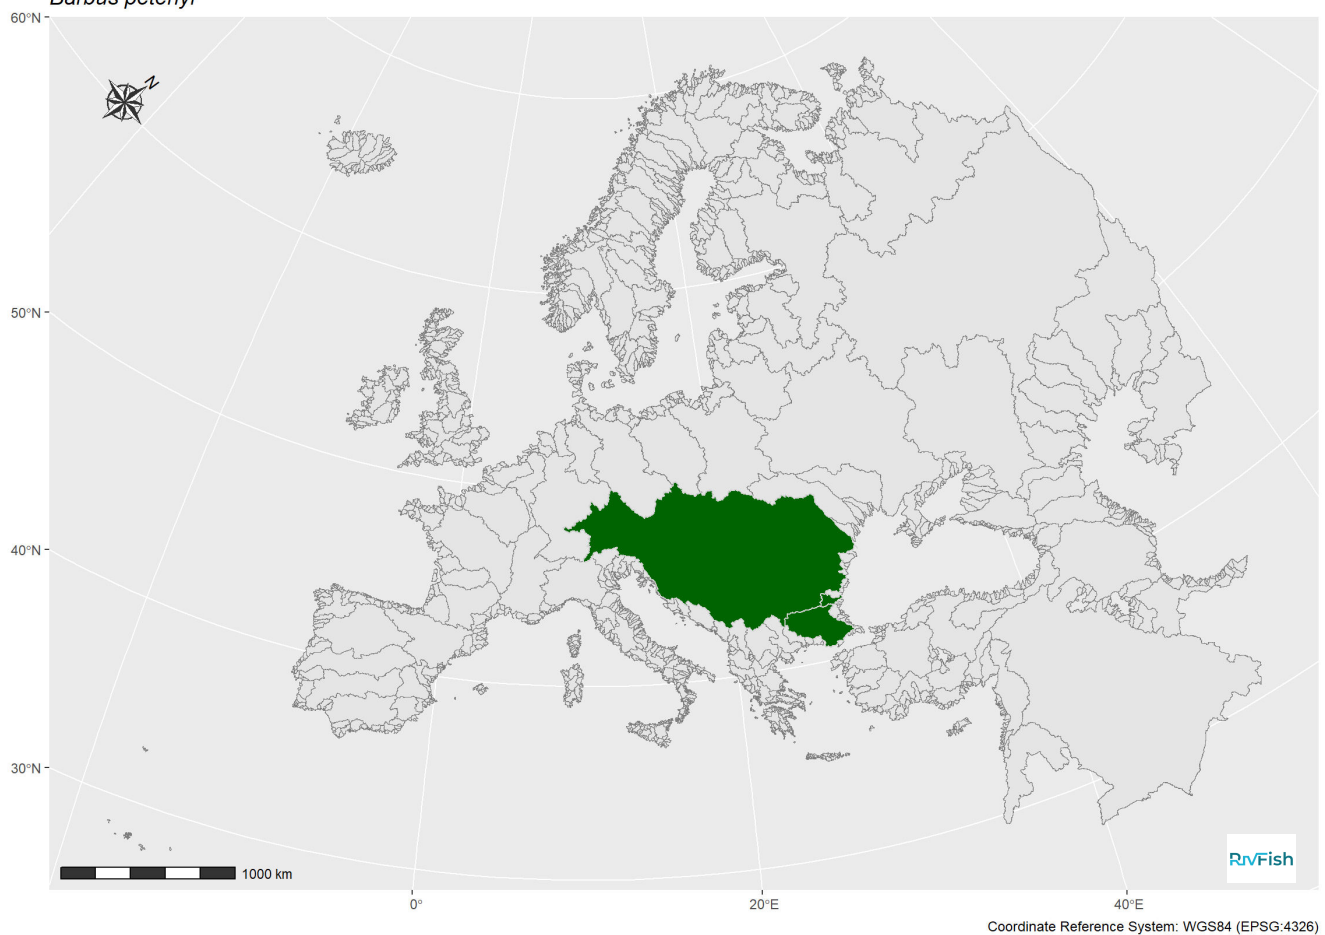 Barbus petenyi
60°N
N
50°N
40°N
30°N
1000 km
RivFish
0°
20°E
40°E
Coordinate Reference System: WGS84 (EPSG:4326)